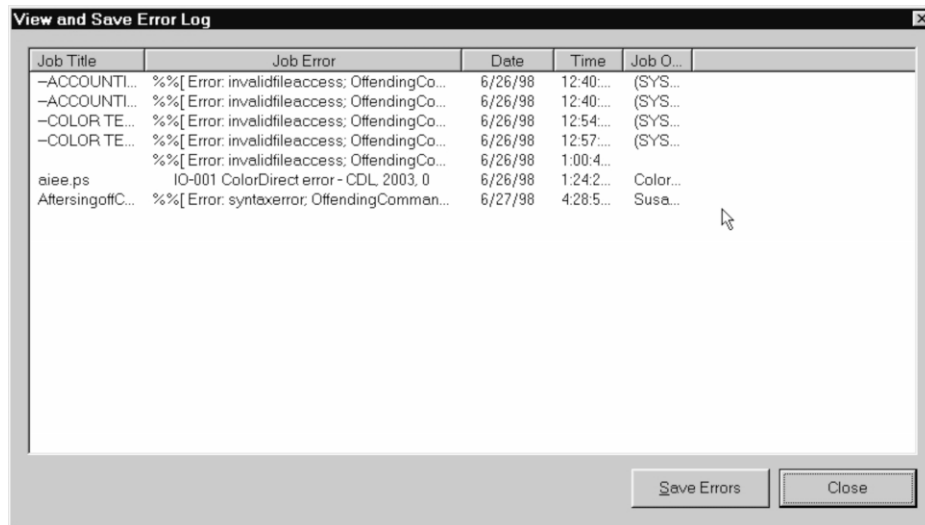 View and Save Error Log
Job Title Job Error Date Time Job O...
–ACCOUNTI... %%[ Error: invalidfileaccess; OffendingCo... 6/26/98 12:40:... (SYS...
–ACCOUNTI... %%[ Error: invalidfileaccess; OffendingCo... 6/26/98 12:40:... (SYS...
–COLOR TE... %%[ Error: invalidfileaccess; OffendingCo... 6/26/98 12:54:... (SYS...
–COLOR TE... %%[ Error: invalidfileaccess; OffendingCo... 6/26/98 12:57:... (SYS...
%%[ Error: invalidfileaccess; OffendingCo... 6/26/98 1:00:4...
aiee.ps IO-001 ColorDirect error - CDL, 2003, 0 6/26/98 1:24:2... Color...
AftersingoffC... %%[ Error: syntaxerror; OffendingComman... 6/27/98 4:28:5... Susa...
Save Errors Close